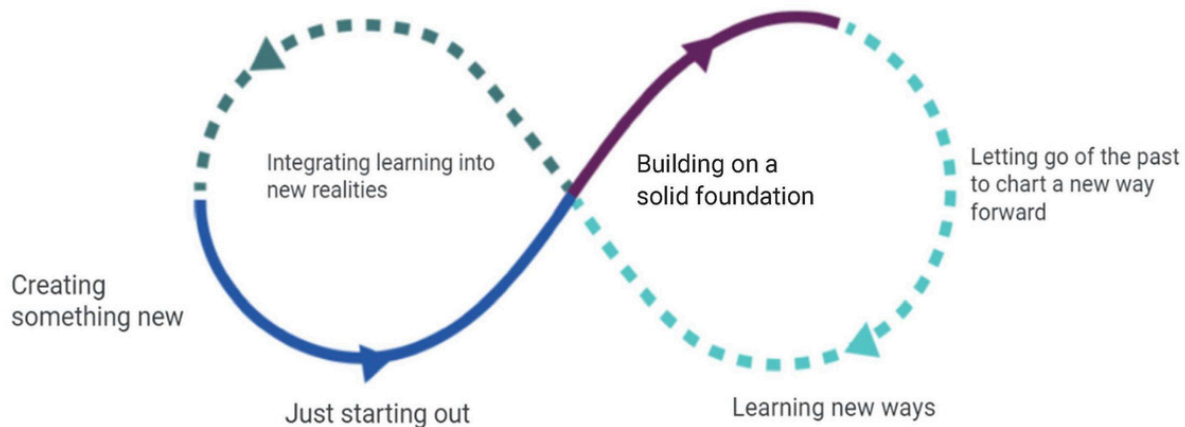 Integrating learning into
new realities
Building on a
solid foundation
Letting go of the past
to chart a new way
forward
Creating
something new
Just starting out
Learning new ways